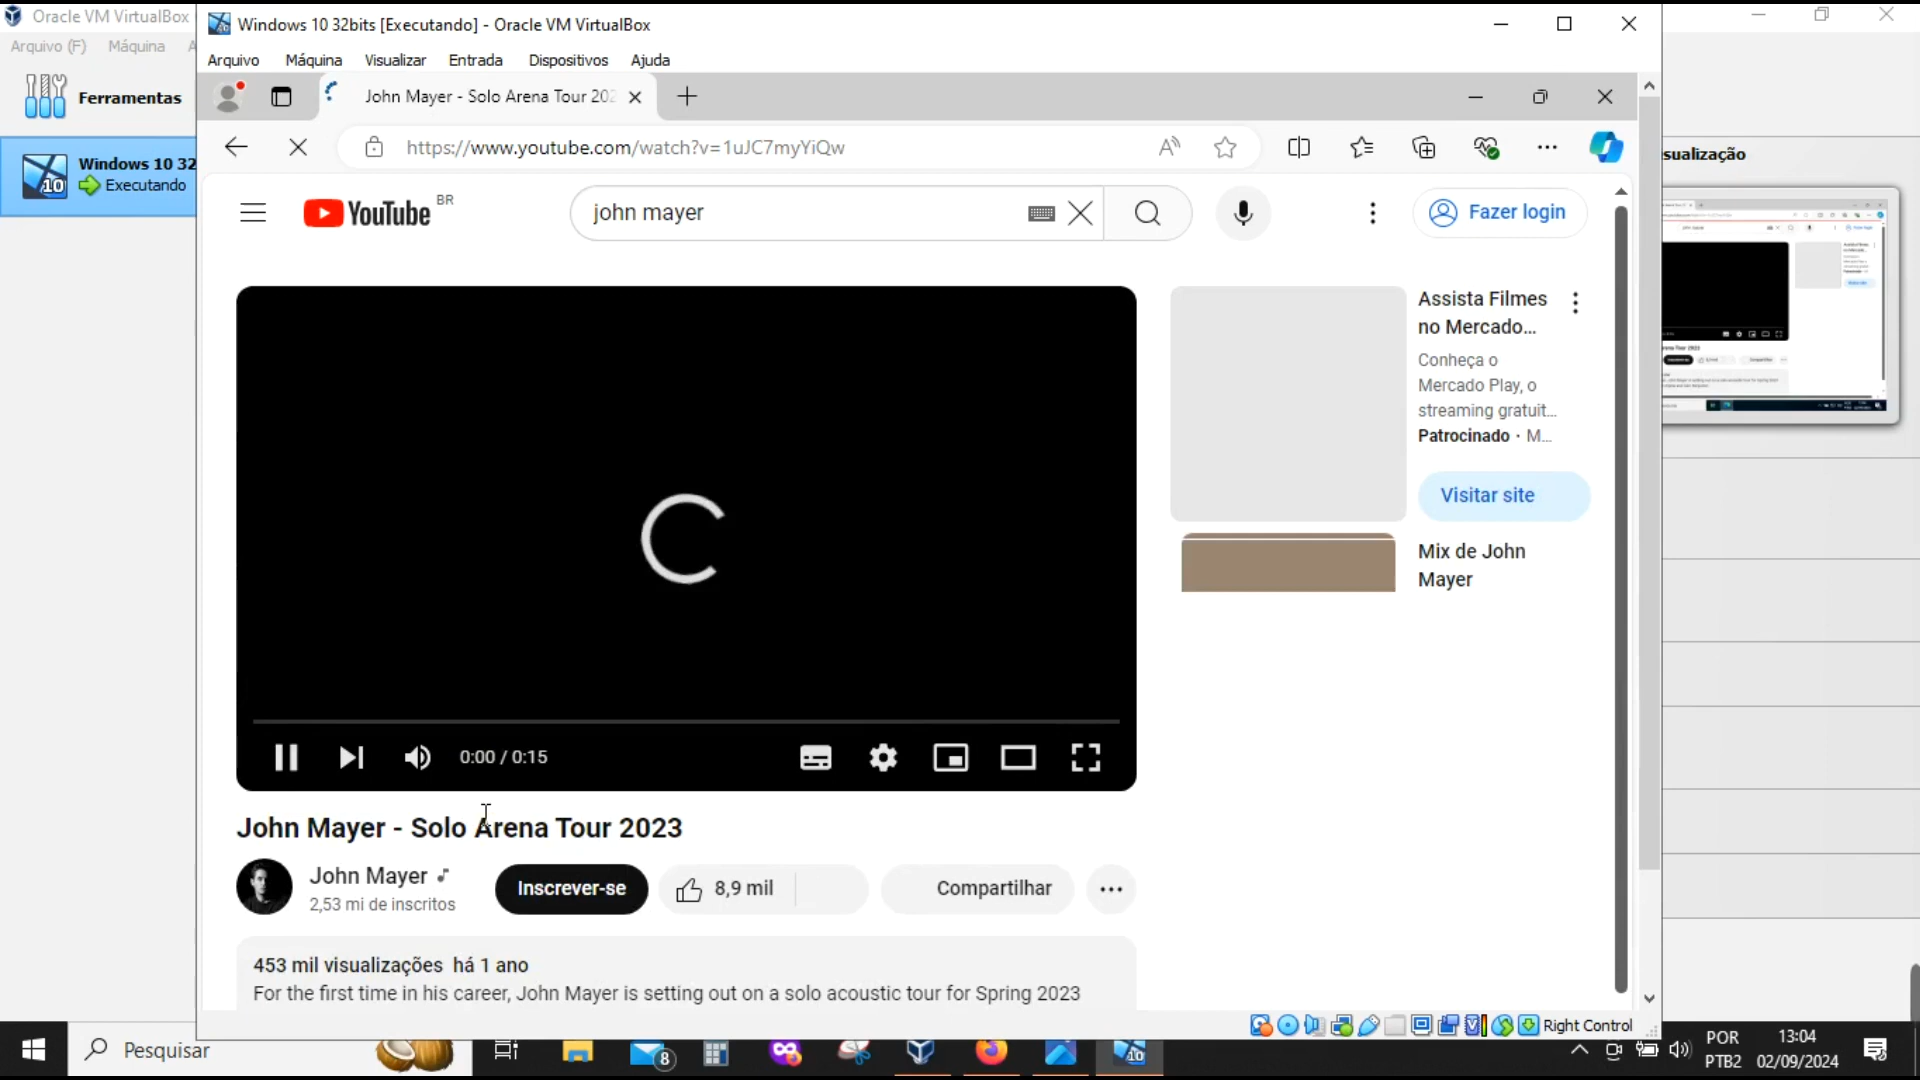 Oracle VM VirtualBox
Arquivo (F) Máquina A
Ferramentas
Windows 10 32
Executando
Windows 10 32bits [Executando] - Oracle VM VirtualBox
Arquivo Máquina Visualizar Entrada Dispositivos Ajuda
John Mayer - Solo Arena Tour 202
https://www.youtube.com/watch?v=1uJC7myYiQw
sualização
YouTube BR
john mayer
Fazer login
Assista Filmes
no Mercado...
Conheça o
Mercado Play, o
streaming gratuit...
Patrocinado · M...
Visitar site
Mix de John
Mayer
0:00 / 0:15
John Mayer - Solo Arena Tour 2023
John Mayer
2,53 mi de inscritos
Inscrever-se
8,9 mil
Compartilhar
453 mil visualizações há 1 ano
For the first time in his career, John Mayer is setting out on a solo acoustic tour for Spring 2023
Right Control
Pesquisar
8
10
POR
PTB2
13:04
02/09/2024